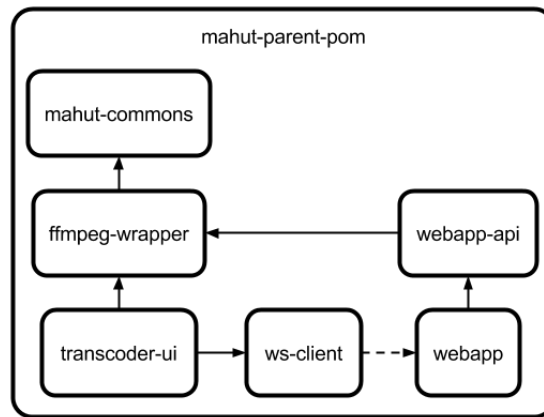 mahut-parent-pom
mahut-commons
ffmpeg-wrapper
webapp-api
transcoder-ui
ws-client
webapp